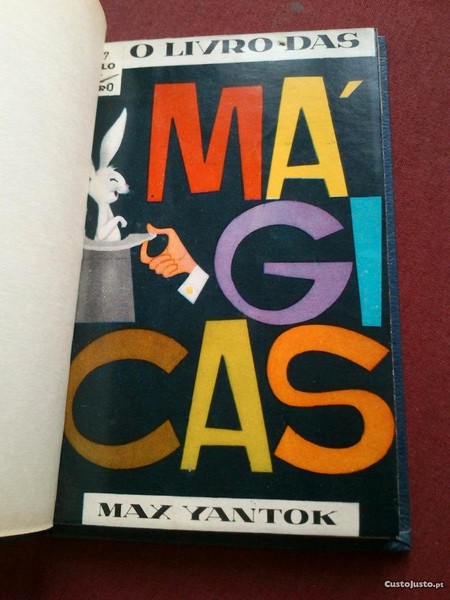 O LIVRO DAS
MÁ
GI
CAS
MAX YANTOK
CustoJusto.pt